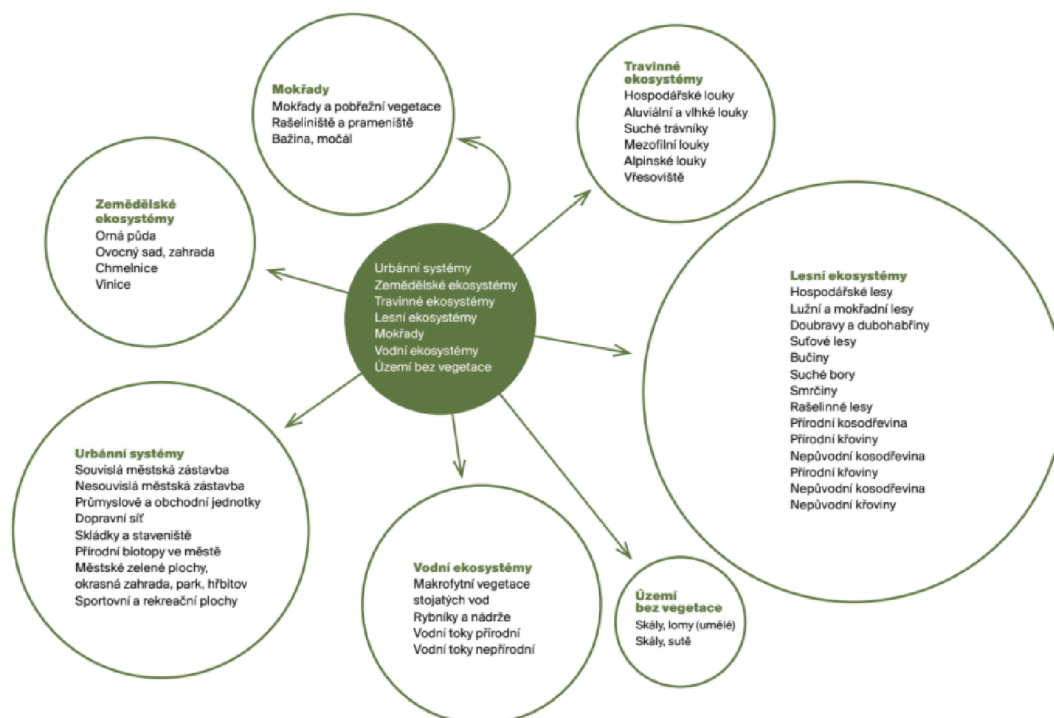 Mokřady
Mokřady a pobřežní vegetace
Rašeliniště a prameniště
Bažina, močál
Travinné
ekosystémy
Hospodářské louky
Aluviální a vlhké louky
Suché trávníky
Mezofilní louky
Alpinské louky
Vřesoviště
Zemědělské
ekosystémy
Orná půda
Ovocný sad, zahrada
Chmelnice
Vinice
Urbánní systémy
Zemědělské ekosystémy
Travinné ekosystémy
Lesní ekosystémy
Mokřady
Vodní ekosystémy
Území bez vegetace
Lesní ekosystémy
Hospodářské lesy
Lužní a mokřadní lesy
Doubravy a dubohabřiny
Suťové lesy
Bučiny
Suché bory
Smrčiny
Rašelinné lesy
Přírodní kosodřevina
Přírodní křoviny
Nepůvodní kosodřevina
Přírodní křoviny
Nepůvodní kosodřevina
Nepůvodní křoviny
Urbánní systémy
Souvislá městská zástavba
Nesouvislá městská zástavba
Průmyslové a obchodní jednotky
Dopravní síť
Skládky a staveniště
Přírodní biotopy ve městě
Městské zelené plochy,
okrasná zahrada, park, hřbitov
Sportovní a rekreační plochy
Vodní ekosystémy
Makrofytní vegetace
stojatých vod
Rybníky a nádrže
Vodní toky přírodní
Vodní toky nepřírodní
Území
bez vegetace
Skály, lomy (umělé)
Skály, sutě